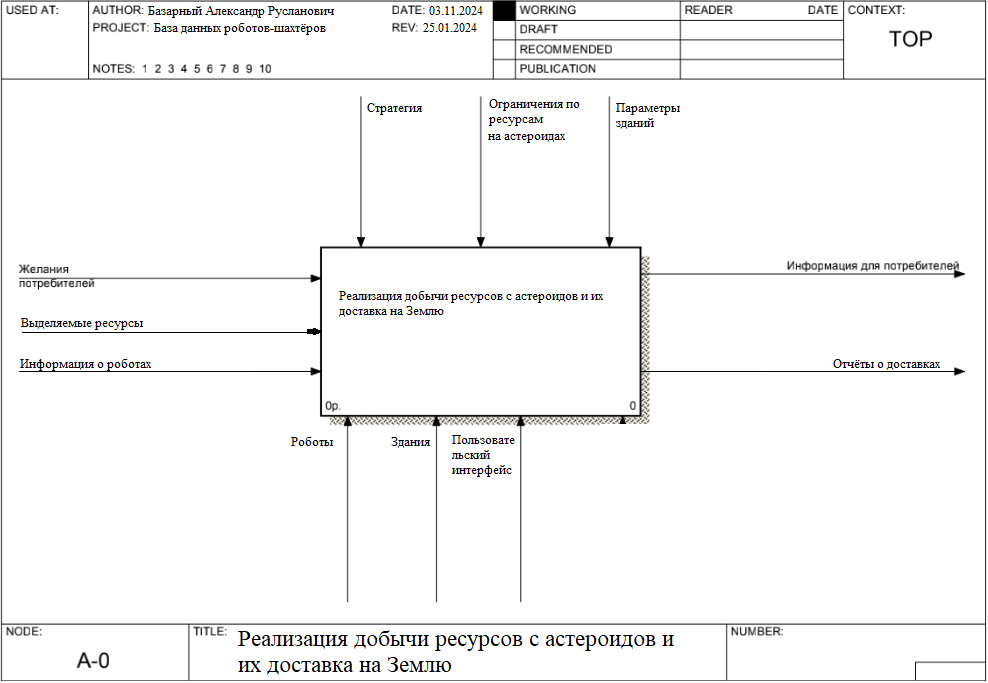 USED AT:
AUTHOR: Базарный Александр Русланович
DATE: 03.11.2024
PROJECT: База данных роботов-шахтёров
REV: 25.01.2024
NOTES: 1 2 3 4 5 6 7 8 9 10
WORKING
DRAFT
RECOMMENDED
PUBLICATION
READER
DATE
CONTEXT:
TOP
Стратегия
Ограничения по
ресурсам
на астероидах
Параметры
зданий
Желания
потребителей
Выделяемые ресурсы
Информация о роботах
Реализация добычи ресурсов с астероидов и их
доставка на Землю
0р.
0
Информация для потребителей
Отчёты о доставках
Роботы
Здания
Пользовате
льский
интерфейс
NODE:
A-0
TITLE:
Реализация добычи ресурсов с астероидов и
их доставка на Землю
NUMBER: